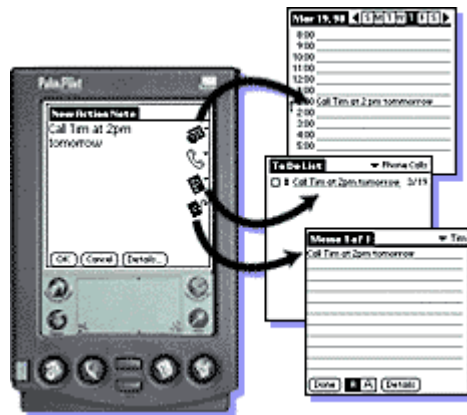 PalmPilot
New Action Note
Call Tim at 2pm
tomorrow
OK Cancel Details...
Mar 19, 98 S M T W T F S
8:00
9:00
10:00
11:00
12:00
Call Tim at 2 pm tomorrow
2:00
3:00
4:00
5:00
To Do List Phone Calls
Call Tim at 2pm tomorrow 3/19
Memo 1 of 1 Tim
Call Tim at 2pm tomorrow
Done A A Details